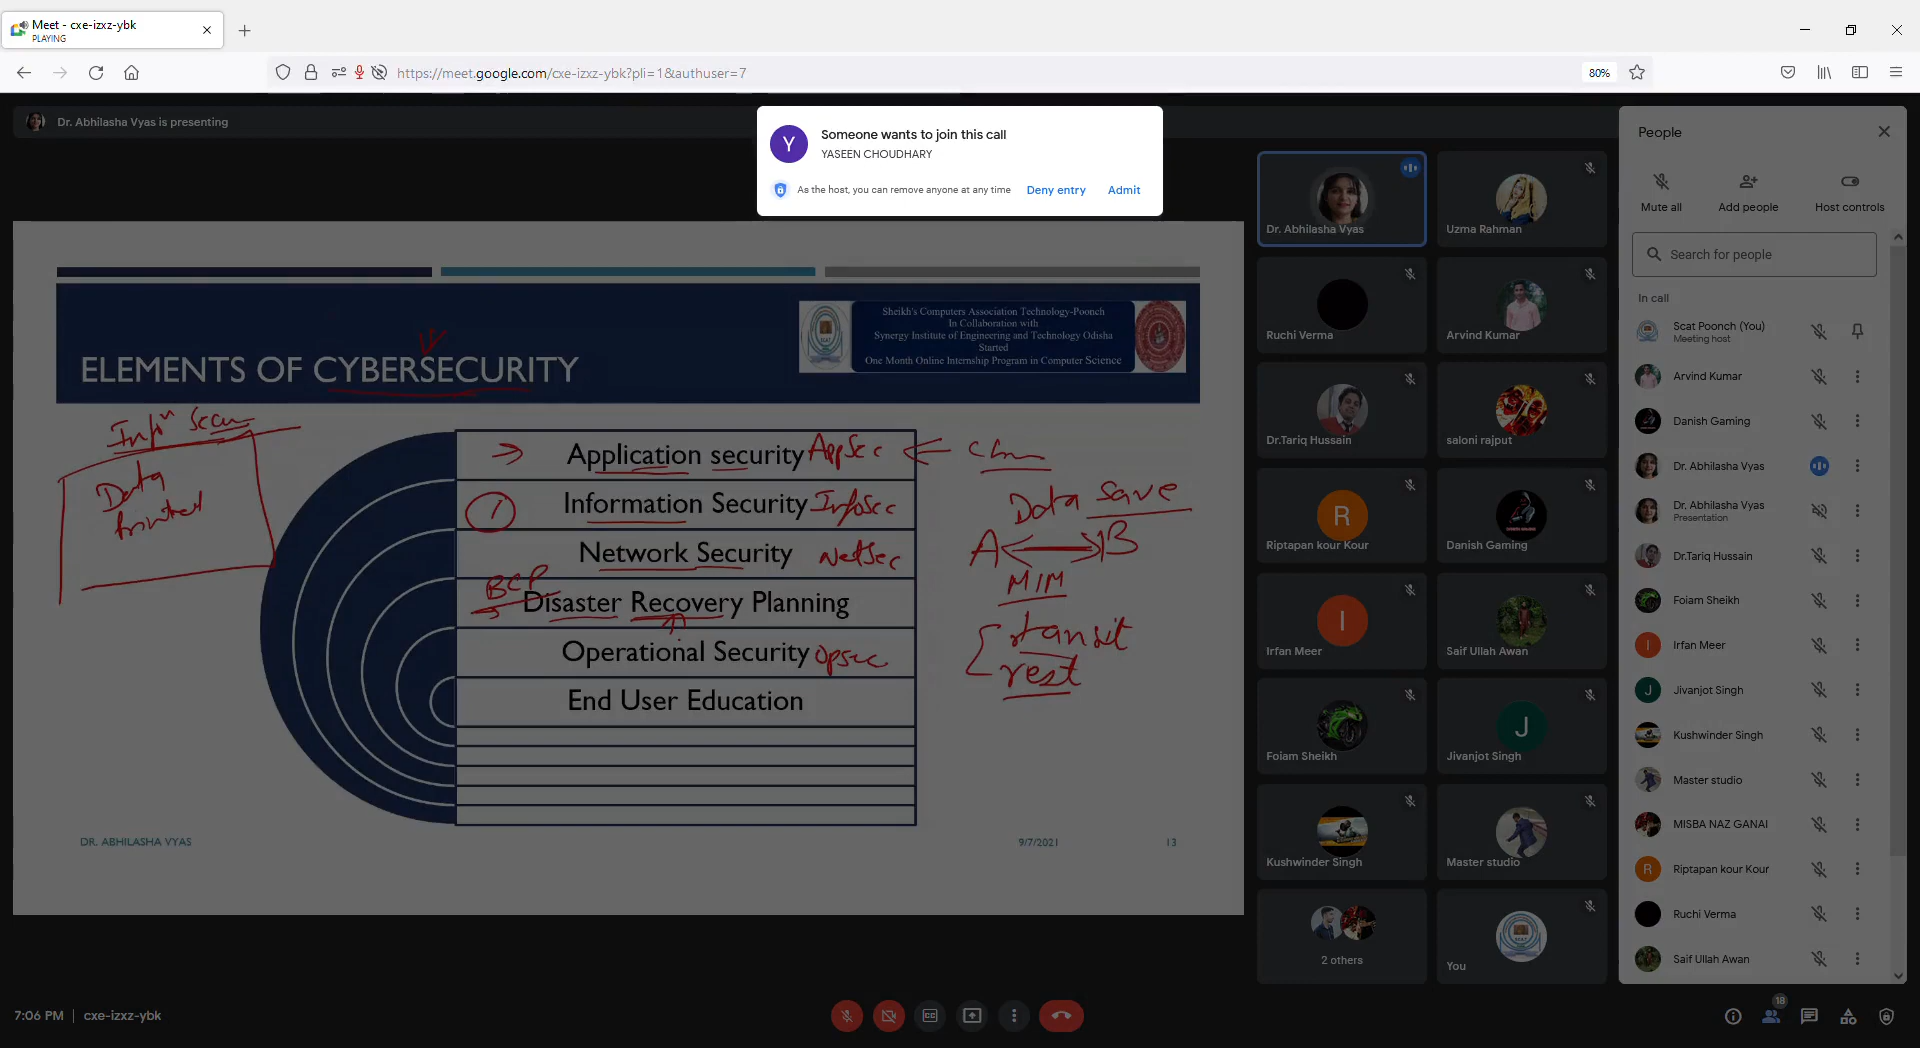 Meet - cxe-izxz-ybk
PLAYING
https://meet.google.com/cxe-izxz-ybk?pli=1&authuser=7
80%
Dr. Abhilasha Vyas is presenting
Y
Someone wants to join this call
YASEEN CHOUDHARY
As the host, you can remove anyone at any time
Deny entry
Admit
Sheikh's Computers Association Technology-Poonch
In Collaboration with
Synergy Institute of Engineering and Technology Odisha
Started
One Month Online Internship Program in Computer Science
ELEMENTS OF CYBERSECURITY
Data
Application security AppSec
1 Information Security InfoSec
Network Security NetSec
BCP
Disaster Recovery Planning
Operational Security Opsec
End User Education
Data save
A B
MIM
transit
rest
DR. ABHILASHA VYAS
9/7/2021
13
Dr. Abhilasha Vyas
Uzma Rahman
Ruchi Verma
Arvind Kumar
Dr.Tariq Hussain
saloni rajput
R
Riptapan kour Kour
Danish Gaming
I
Irfan Meer
Saif Ullah Awan
Foiam Sheikh
J
Jivanjot Singh
Kushwinder Singh
Master studio
2 others
You
People
Mute all
Add people
Host controls
Search for people
In call
Scat Poonch (You)
Meeting host
Arvind Kumar
Danish Gaming
Dr. Abhilasha Vyas
Dr. Abhilasha Vyas
Presentation
Dr.Tariq Hussain
Foiam Sheikh
I
Irfan Meer
J
Jivanjot Singh
Kushwinder Singh
Master studio
MISBA NAZ GANAI
R
Riptapan kour Kour
Ruchi Verma
Saif Ullah Awan
7:06 PM | cxe-izxz-ybk
18